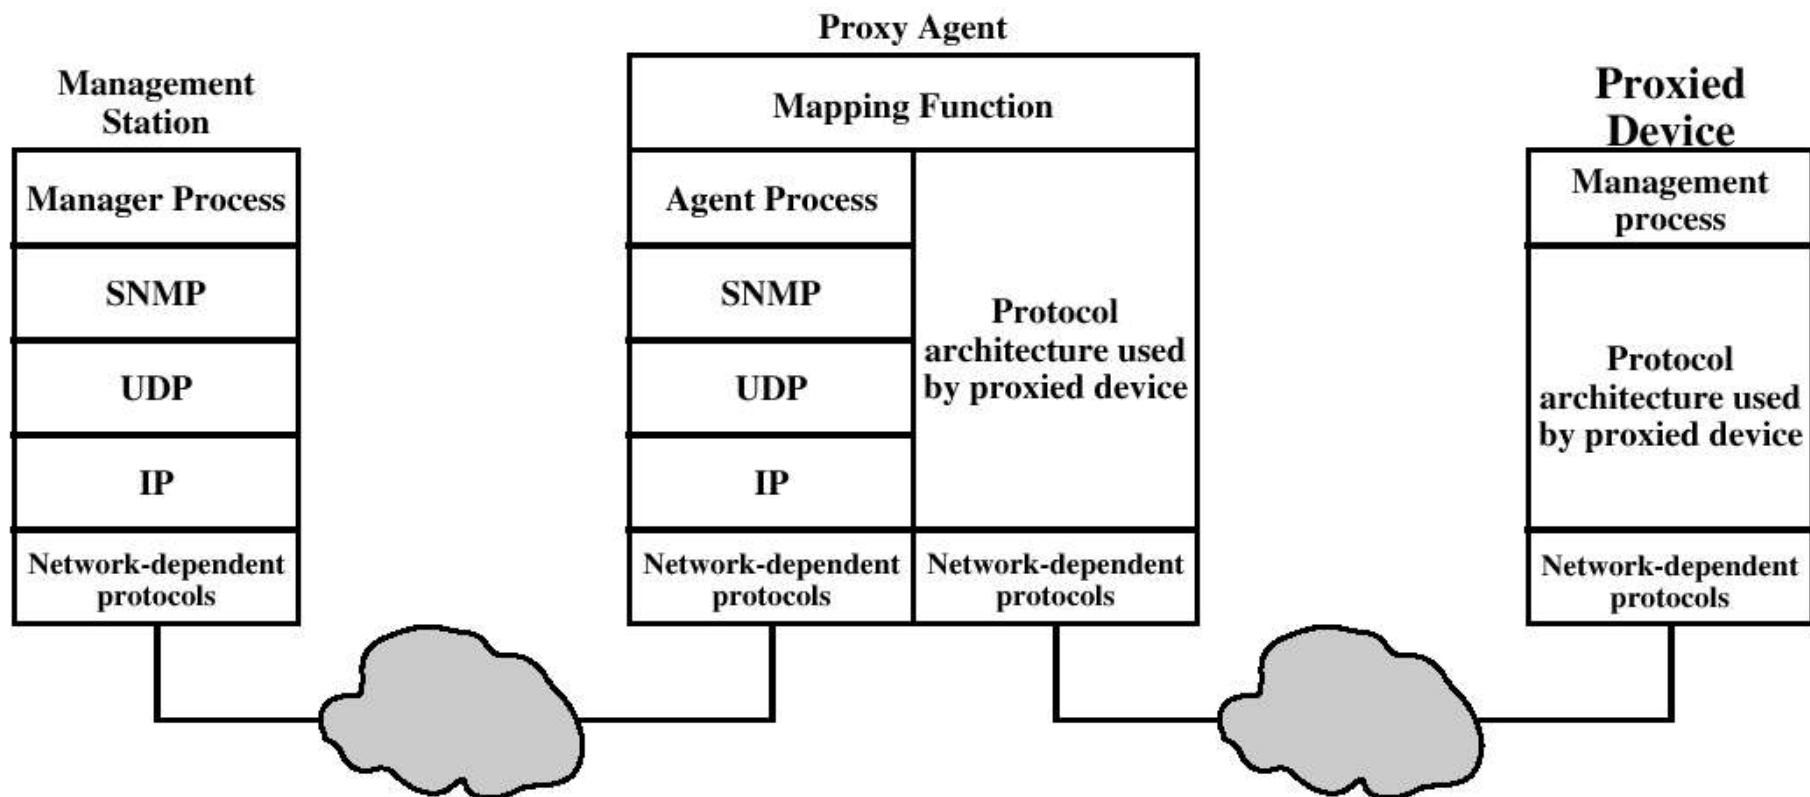 Management
Station
Manager Process
SNMP
UDP
IP
Network-dependent
protocols
Proxy Agent
Mapping Function
Agent Process
SNMP
UDP
IP
Network-dependent
protocols
Protocol
architecture used
by proxied device
Network-dependent
protocols
Proxied
Device
Management
process
Protocol
architecture used
by proxied device
Network-dependent
protocols